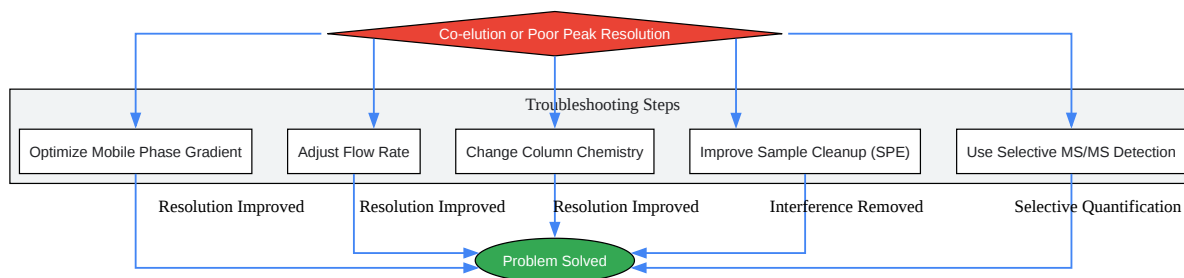 Co-elution or Poor Peak Resolution
Troubleshooting Steps
Optimize Mobile Phase Gradient
Adjust Flow Rate
Change Column Chemistry
Improve Sample Cleanup (SPE)
Use Selective MS/MS Detection
Resolution Improved
Resolution Improved
Resolution Improved
Interference Removed
Selective Quantification
Problem Solved